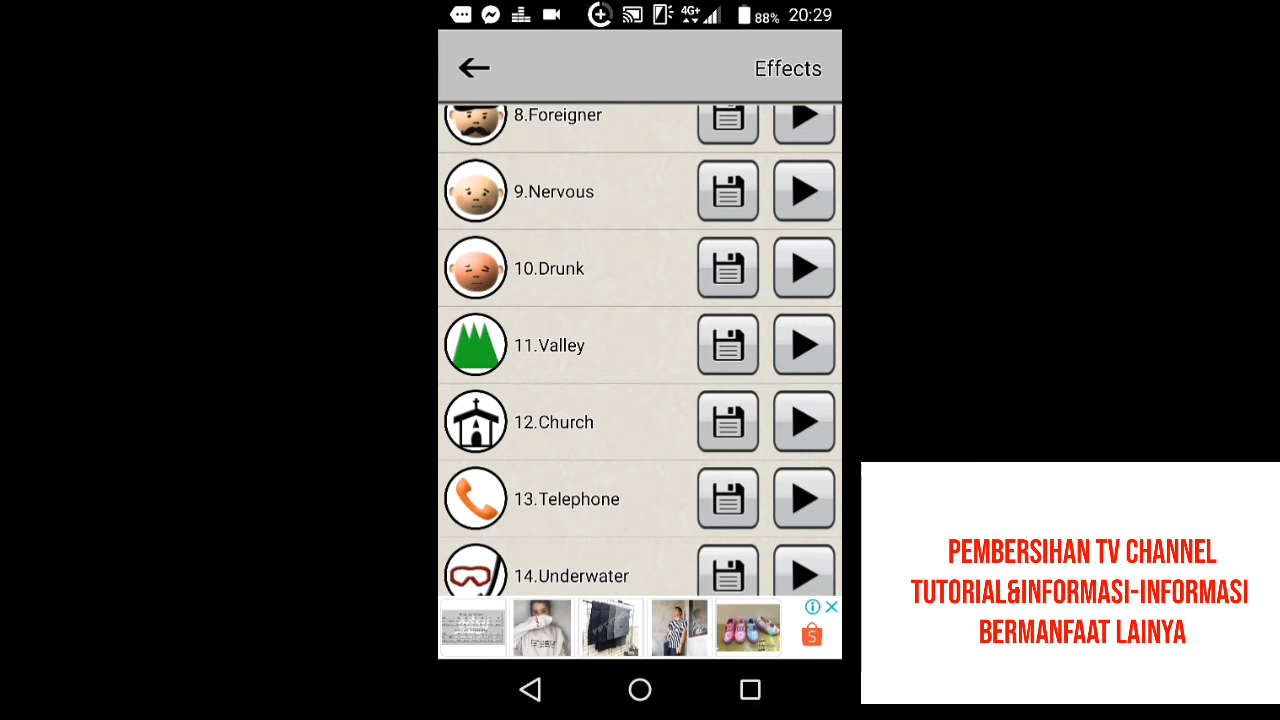 4G+ 88% 20:29
Effects
8.Foreigner
9.Nervous
10.Drunk
11.Valley
12.Church
13.Telephone
14.Underwater
PEMBERSIHAN TV CHANNEL
TUTORIAL&INFORMASI-INFORMASI
BERMANFAAT LAINYA